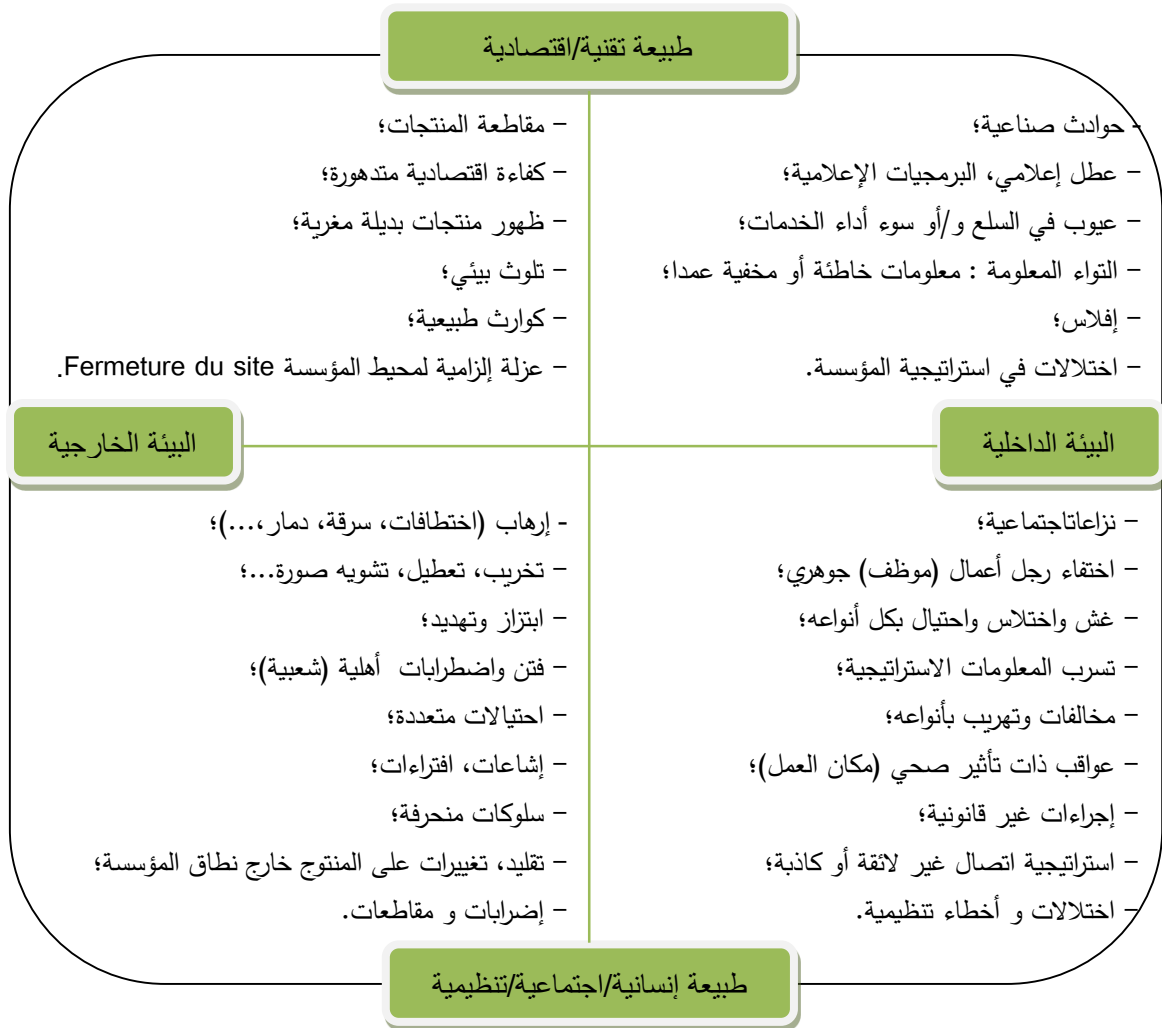 طبيعة تقنية/اقتصادية
- حوادث صناعية؛
– عطل إعلامي، البرمجيات الإعلامية؛
– عيوب في السلع و/أو سوء أداء الخدمات؛
– التواء المعلومة : معلومات خاطئة أو مخفية عمدا؛
– إفلاس؛
– اختلالات في استراتيجية المؤسسة.
– مقاطعة المنتجات؛
– كفاءة اقتصادية متدهورة؛
– ظهور منتجات بديلة مغرية؛
– تلوث بيئي؛
– كوارث طبيعية؛
– عزلة إلزامية لمحيط المؤسسة Fermeture du site.
البيئة الداخلية
البيئة الخارجية
– نزاعاتاجتماعية؛
– اختفاء رجل أعمال (موظف) جوهري؛
– غش واختلاس واحتيال بكل أنواعه؛
– تسرب المعلومات الاستراتيجية؛
– مخالفات وتهريب بأنواعه؛
– عواقب ذات تأثير صحي (مكان العمل)؛
– إجراءات غير قانونية؛
– استراتيجية اتصال غير لائقة أو كاذبة؛
– اختلالات و أخطاء تنظيمية.
- إرهاب (اختطافات، سرقة، دمار،...)؛
– تخريب، تعطيل، تشويه صورة...؛
– ابتزاز وتهديد؛
– فتن واضطرابات أهلية (شعبية)؛
– احتيالات متعددة؛
– إشاعات، افتراءات؛
– سلوكات منحرفة؛
– تقليد، تغييرات على المنتوج خارج نطاق المؤسسة؛
– إضرابات و مقاطعات.
طبيعة إنسانية/اجتماعية/تنظيمية